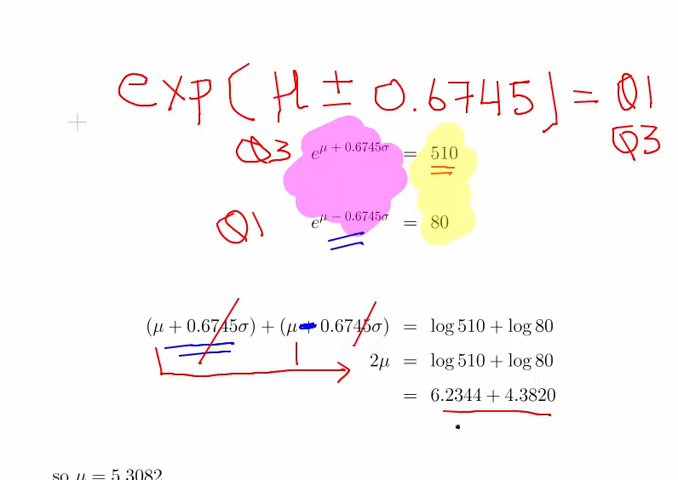 exp(μ ± 0.6745) = Q1
Q3
Q3 e^{μ + 0.6745σ} = 510
Q1 e^{μ − 0.6745σ} = 80
(μ + 0.6745σ) + (μ − 0.6745σ) = log 510 + log 80
2μ = log 510 + log 80
= 6.2344 + 4.3820
so μ = 5.3082